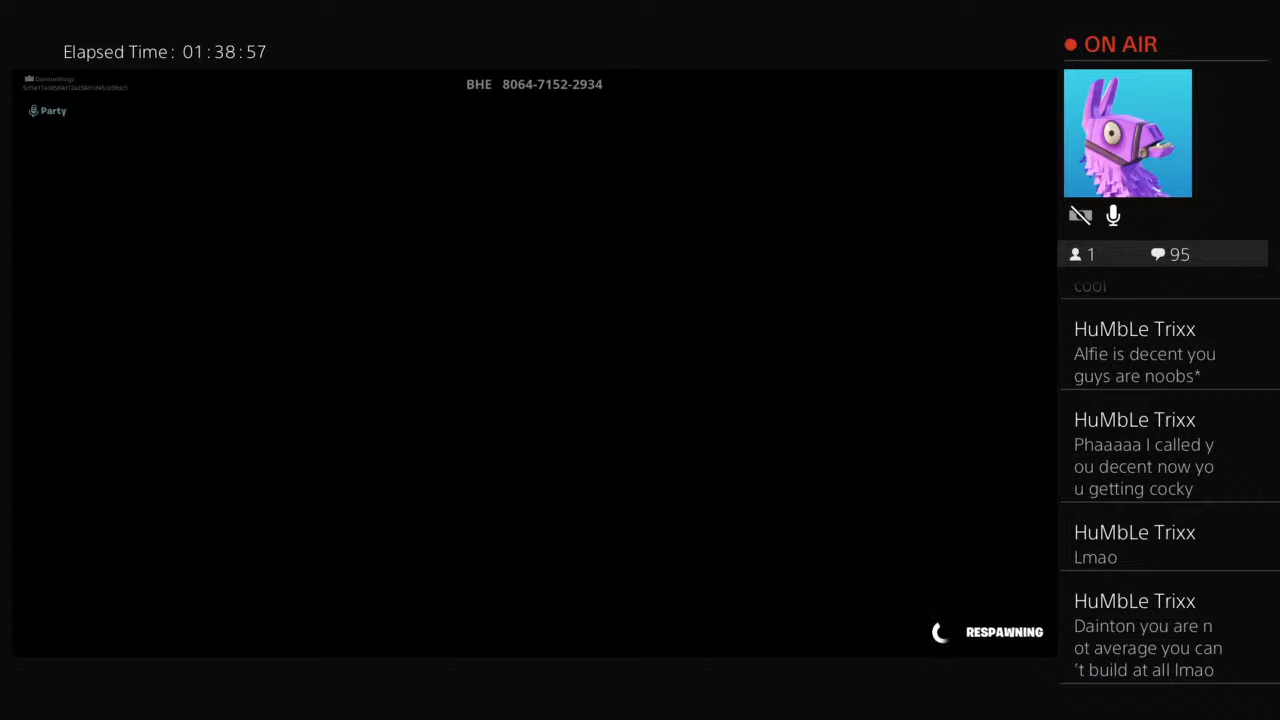 Elapsed Time: 01:38:57
ON AIR
BHE 8064-7152-2934
Party
1
95
cool
HuMbLe Trixx
Alfie is decent you
guys are noobs*
HuMbLe Trixx
Phaaaaa I called y
ou decent now yo
u getting cocky
HuMbLe Trixx
Lmao
HuMbLe Trixx
Dainton you are n
ot average you can
't build at all lmao
RESPAWNING